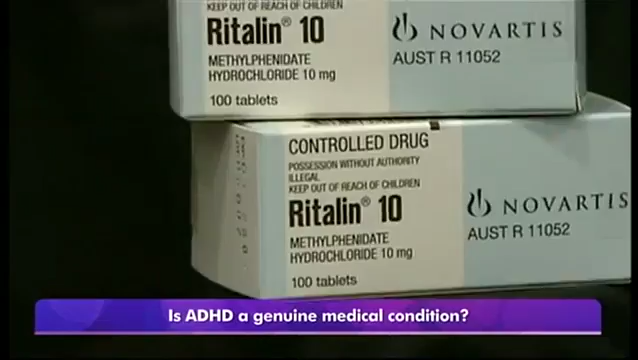 KEEP OUT OF REACH OF CHILDREN
Ritalin® 10
METHYLPHENIDATE
HYDROCHLORIDE 10 mg
100 tablets
NOVARTIS
AUST R 11052
CONTROLLED DRUG
POSSESSION WITHOUT AUTHORITY
ILLEGAL
KEEP OUT OF REACH OF CHILDREN
Ritalin® 10
METHYLPHENIDATE
HYDROCHLORIDE 10 mg
100 tablets
NOVARTIS
AUST R 11052
Is ADHD a genuine medical condition?